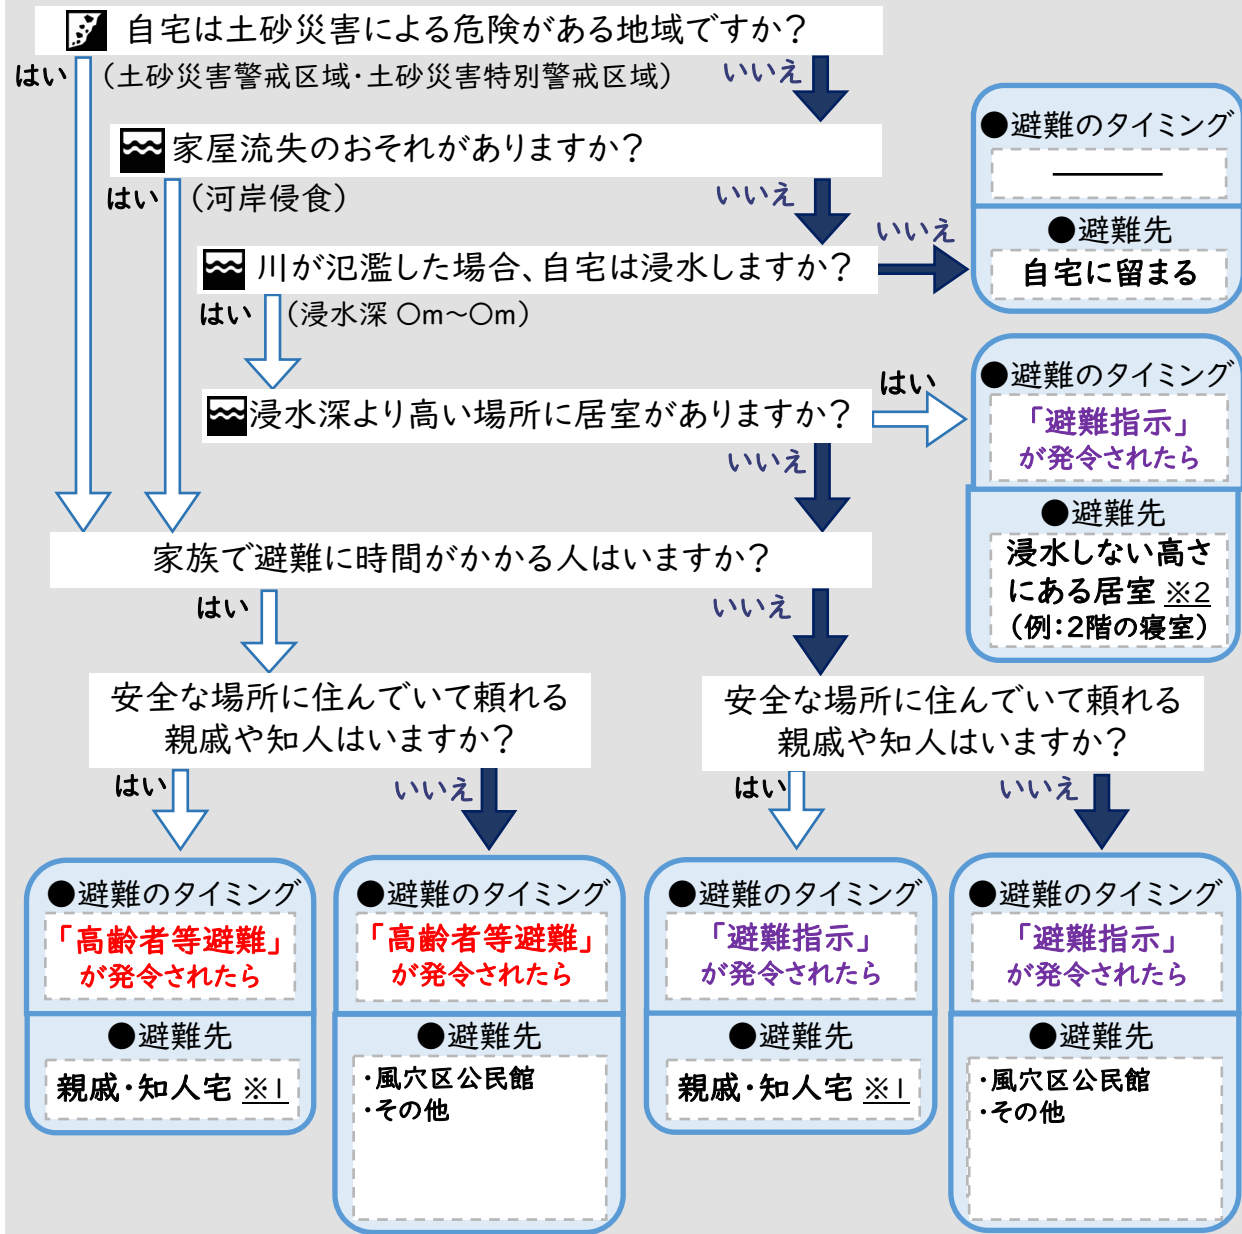 自宅は土砂災害による危険がある地域ですか？
はい
（土砂災害警戒区域・土砂災害特別警戒区域）
いいえ
家屋流失のおそれがありますか？
はい
（河岸侵食）
いいえ
川が氾濫した場合、自宅は浸水しますか？
いいえ
はい
（浸水深 〇m～〇m）
●避難のタイミング
―――
●避難先
自宅に留まる
浸水深より高い場所に居室がありますか？
はい
いいえ
●避難のタイミング
「避難指示」
が発令されたら
●避難先
浸水しない高さ
にある居室 ※2
（例：2階の寝室）
家族で避難に時間がかかる人はいますか？
はい
いいえ
安全な場所に住んでいて頼れる
親戚や知人はいますか？
はい
いいえ
安全な場所に住んでいて頼れる
親戚や知人はいますか？
はい
いいえ
●避難のタイミング
「高齢者等避難」
が発令されたら
●避難先
親戚・知人宅 ※1
●避難のタイミング
「高齢者等避難」
が発令されたら
●避難先
・風穴区公民館
・その他
●避難のタイミング
「避難指示」
が発令されたら
●避難先
親戚・知人宅 ※1
●避難のタイミング
「避難指示」
が発令されたら
●避難先
・風穴区公民館
・その他